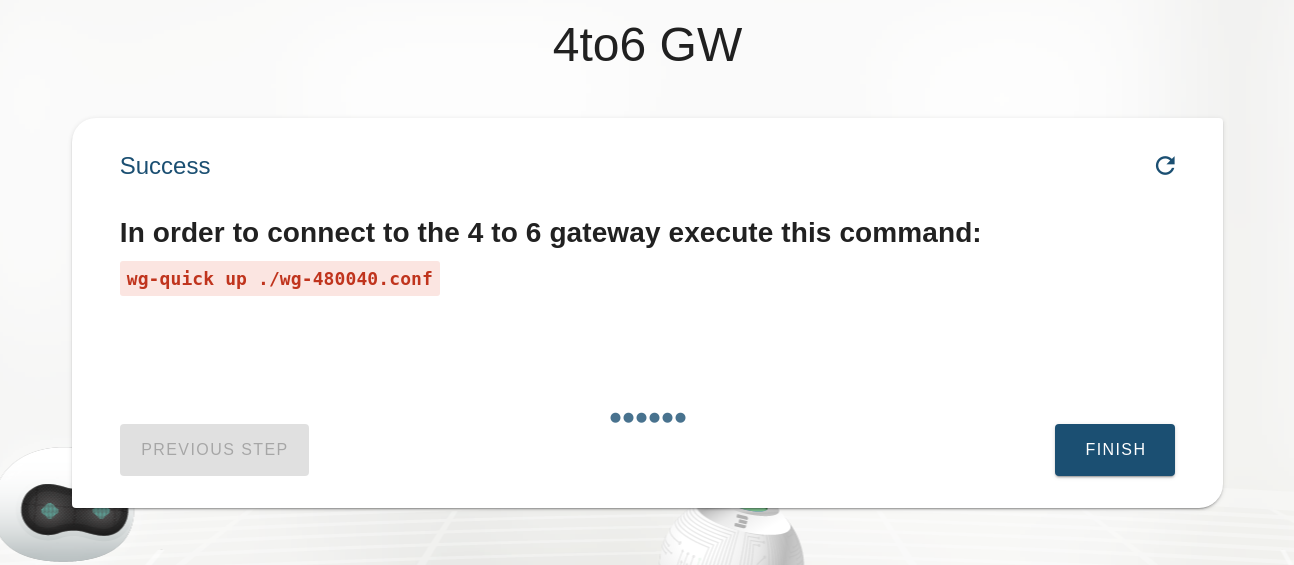 4to6 GW
Success
In order to connect to the 4 to 6 gateway execute this command:
wg-quick up ./wg-480040.conf
PREVIOUS STEP
FINISH